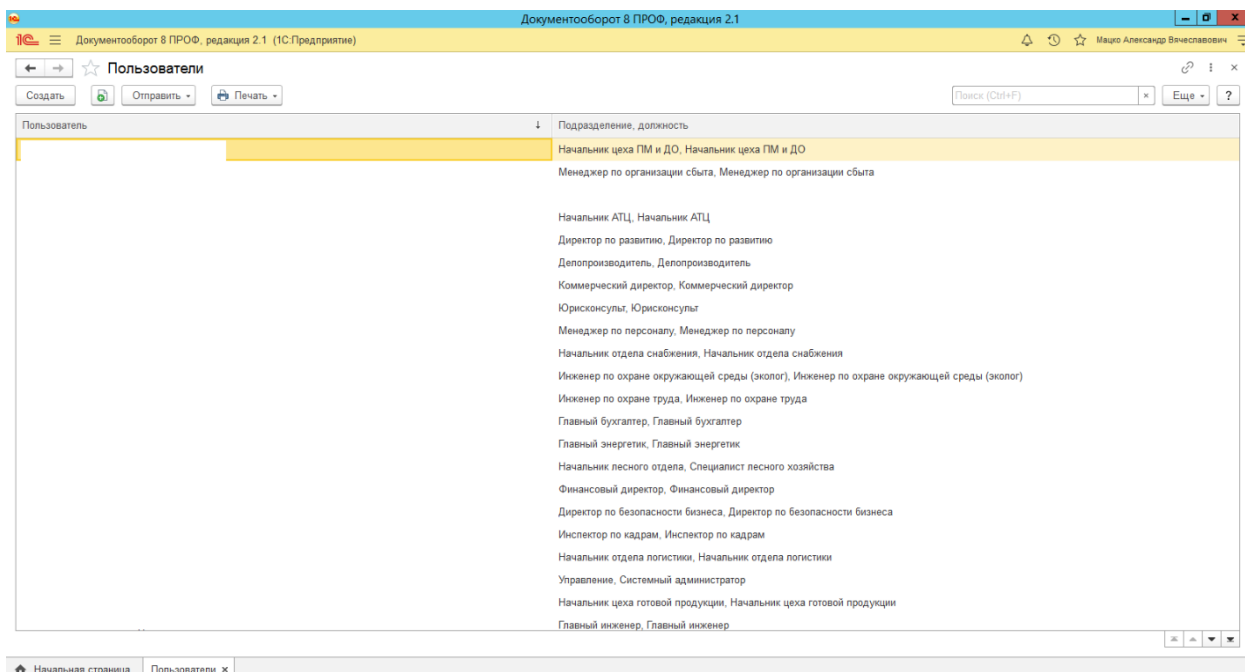 Документооборот 8 ПРОФ, редакция 2.1
Документооборот 8 ПРОФ, редакция 2.1 (1С:Предприятие)
Мацко Александр Вячеславович
Пользователи
Создать Отправить Печать Поиск (Ctrl+F) × Еще ?
Пользователь ↓ Подразделение, должность
Начальник цеха ПМ и ДО, Начальник цеха ПМ и ДО
Менеджер по организации сбыта, Менеджер по организации сбыта
Начальник АТЦ, Начальник АТЦ
Директор по развитию, Директор по развитию
Делопроизводитель, Делопроизводитель
Коммерческий директор, Коммерческий директор
Юрисконсульт, Юрисконсульт
Менеджер по персоналу, Менеджер по персоналу
Начальник отдела снабжения, Начальник отдела снабжения
Инженер по охране окружающей среды (эколог), Инженер по охране окружающей среды (эколог)
Инженер по охране труда, Инженер по охране труда
Главный бухгалтер, Главный бухгалтер
Главный энергетик, Главный энергетик
Начальник лесного отдела, Специалист лесного хозяйства
Финансовый директор, Финансовый директор
Директор по безопасности бизнеса, Директор по безопасности бизнеса
Инспектор по кадрам, Инспектор по кадрам
Начальник отдела логистики, Начальник отдела логистики
Управление, Системный администратор
Начальник цеха готовой продукции, Начальник цеха готовой продукции
Главный инженер, Главный инженер
Начальная страница Пользователи ×